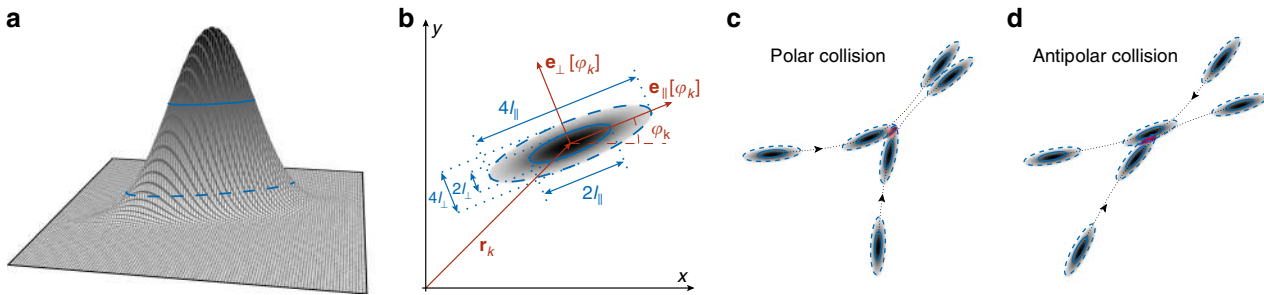 a
b
y
e⊥ [φk]
e∥ [φk]
4l∥
φk
4l⊥
2l⊥
2l∥
rk
x
c
Polar collision
d
Antipolar collision